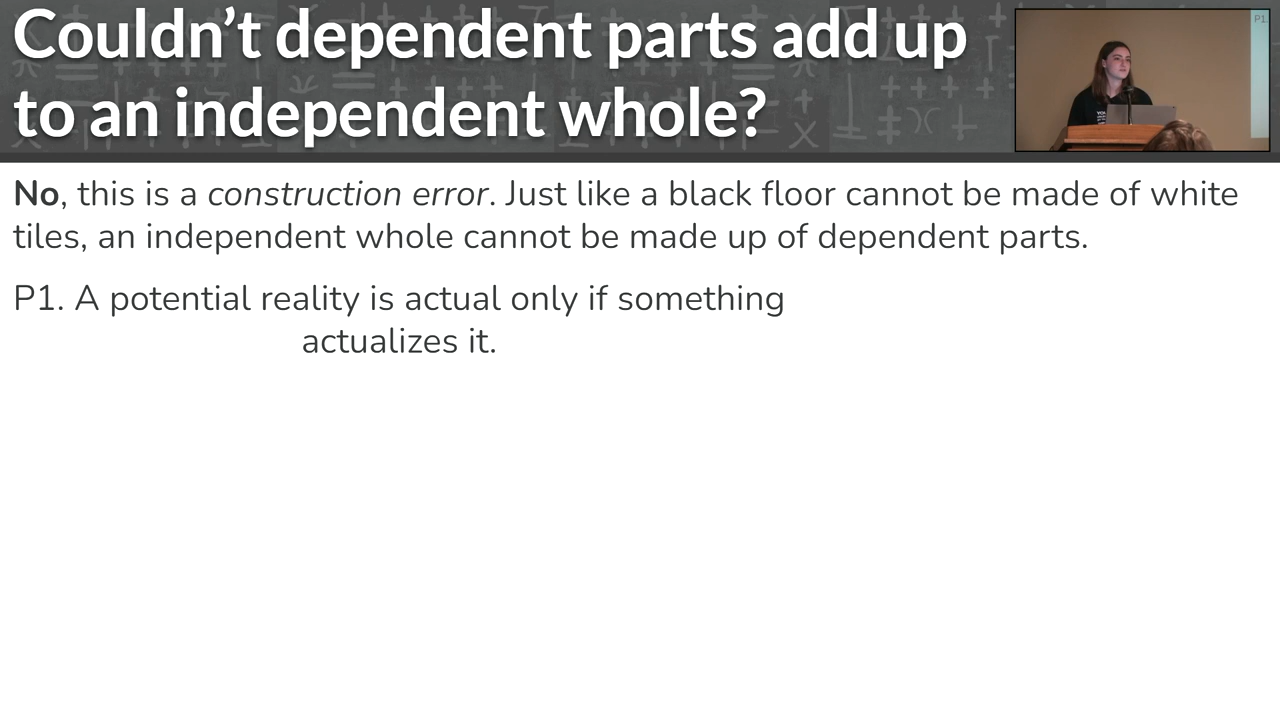 Couldn’t dependent parts add up
to an independent whole?
P1.
No, this is a construction error. Just like a black floor cannot be made of white
tiles, an independent whole cannot be made up of dependent parts.
P1. A potential reality is actual only if something
actualizes it.